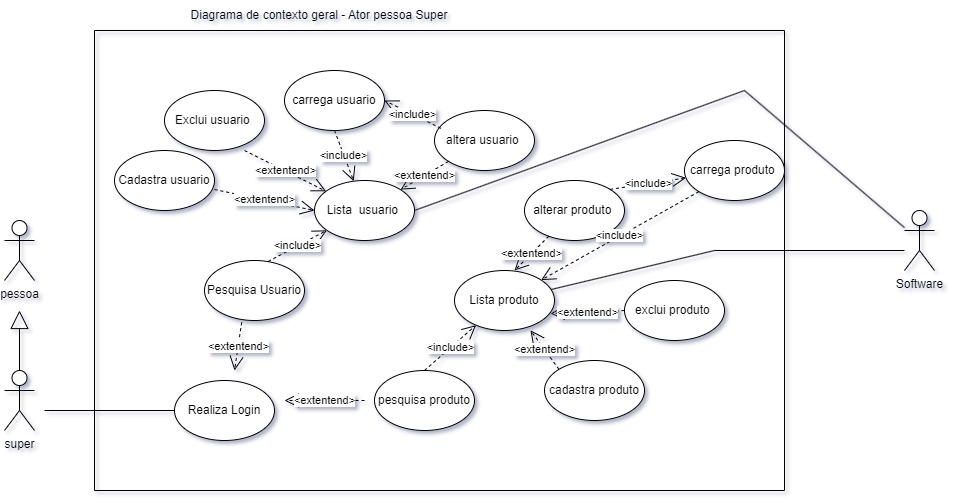 Diagrama de contexto geral - Ator pessoa Super
carrega usuario
Exclui usuario
<include>
altera usuario
<include>
<extentend>
carrega produto
Cadastra usuario
<extentend>
<include>
<extentend>
Lista  usuario
alterar produto
<include>
<include>
<extentend>
pessoa
Software
Pesquisa Usuario
Lista produto
exclui produto
<extentend>
<extentend>
<include>
<extentend>
cadastra produto
<extentend>
pesquisa produto
Realiza Login
super